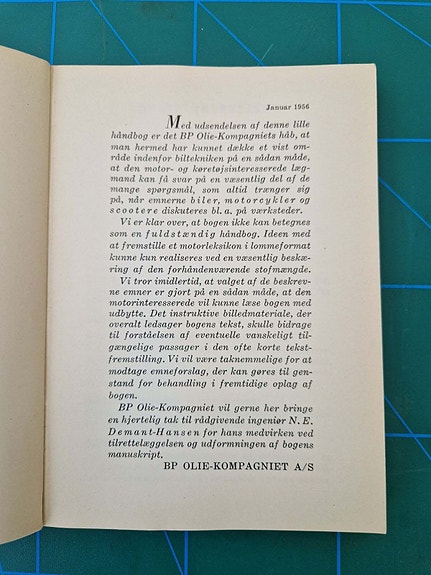 Januar 1956
Med udsendelsen af denne lille
håndbog er det BP Olie-Kompagniets håb, at
man hermed har kunnet dække et vist om-
råde indenfor biltekniken på en sådan måde,
at den motor- og køretøjsinteresserede læg-
mand kan få svar på en væsentlig del af de
mange spørgsmål, som altid trænger sig
på, når emnerne biler, motorcykler og
scootere diskuteres bl. a. på værksteder.
Vi er klar over, at bogen ikke kan betegnes
som en fuldstændig håndbog. Ideen med
at fremstille et motorleksikon i lommeformat
kunne kun realiseres ved en væsentlig beskæ-
ring af den forhåndenværende stofmængde.
Vi tror imidlertid, at valget af de beskrev-
ne emner er gjort på en sådan måde, at den
motorinteresserede vil kunne læse bogen med
udbytte. Det instruktive billedmateriale, der
overalt ledsager bogens tekst, skulle bidrage
til forståelsen af eventuelle vanskeligt til-
gængelige passager i den ofte korte tekst-
fremstilling. Vi vil være taknemmelige for at
modtage emneforslag, der kan gøres til gen-
stand for behandling i fremtidige oplag af
bogen.
BP Olie-Kompagniet vil gerne her bringe
en hjertelig tak til rådgivende ingeniør N. E.
Demant-Hansen for hans medvirken ved
tilrettelæggelsen og udformningen af bogens
manuskript.
BP OLIE-KOMPAGNIET A/S